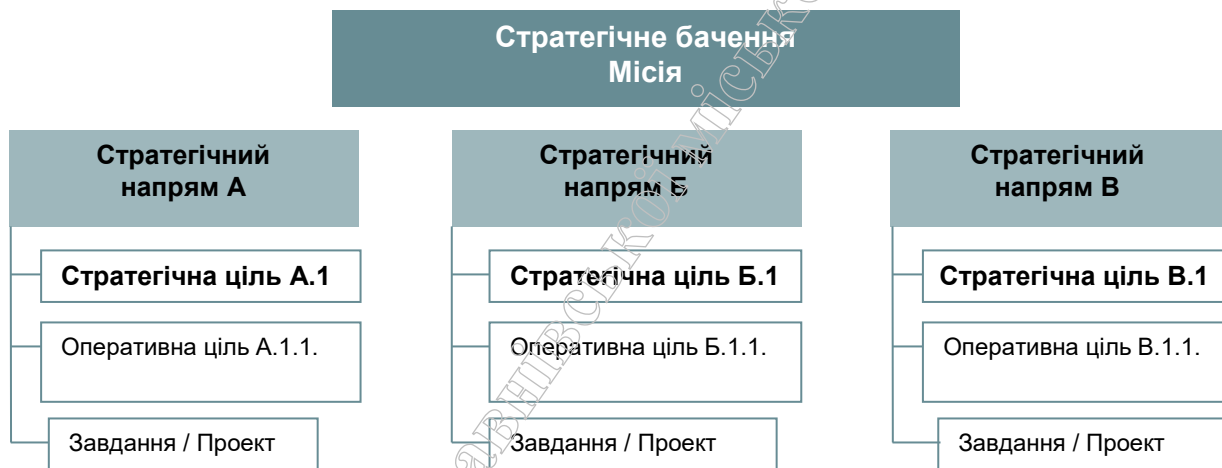 Стратегічне бачення
Місія
Стратегічний
напрям А
Стратегічна ціль А.1
Оперативна ціль А.1.1.
Завдання / Проект
Стратегічний
напрям Б
Стратегічна ціль Б.1
Оперативна ціль Б.1.1.
Завдання / Проект
Стратегічний
напрям В
Стратегічна ціль В.1
Оперативна ціль В.1.1.
Завдання / Проект